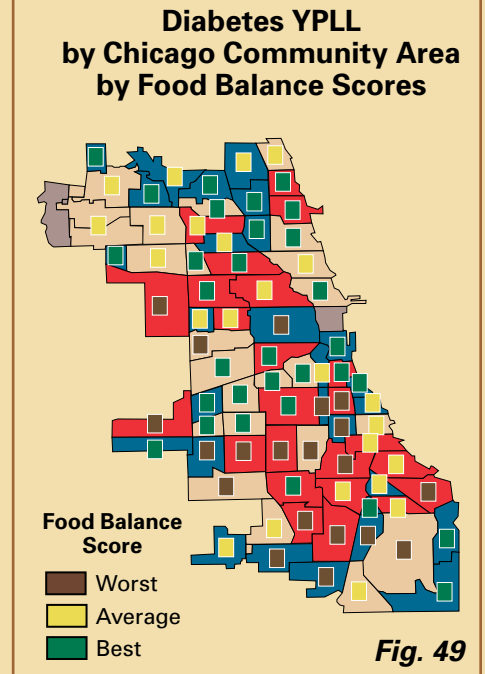 Diabetes YPLL
by Chicago Community Area
by Food Balance Scores
Food Balance
Score
Worst
Average
Best
Fig. 49